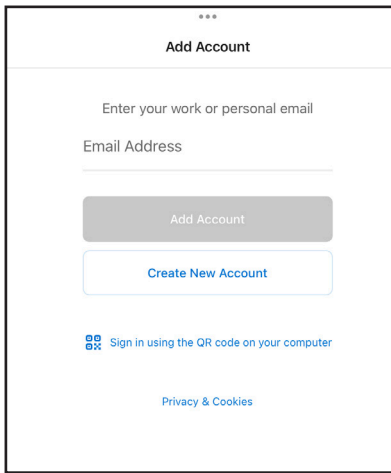 Add Account
Enter your work or personal email
Email Address
Add Account
Create New Account
Sign in using the QR code on your computer
Privacy & Cookies